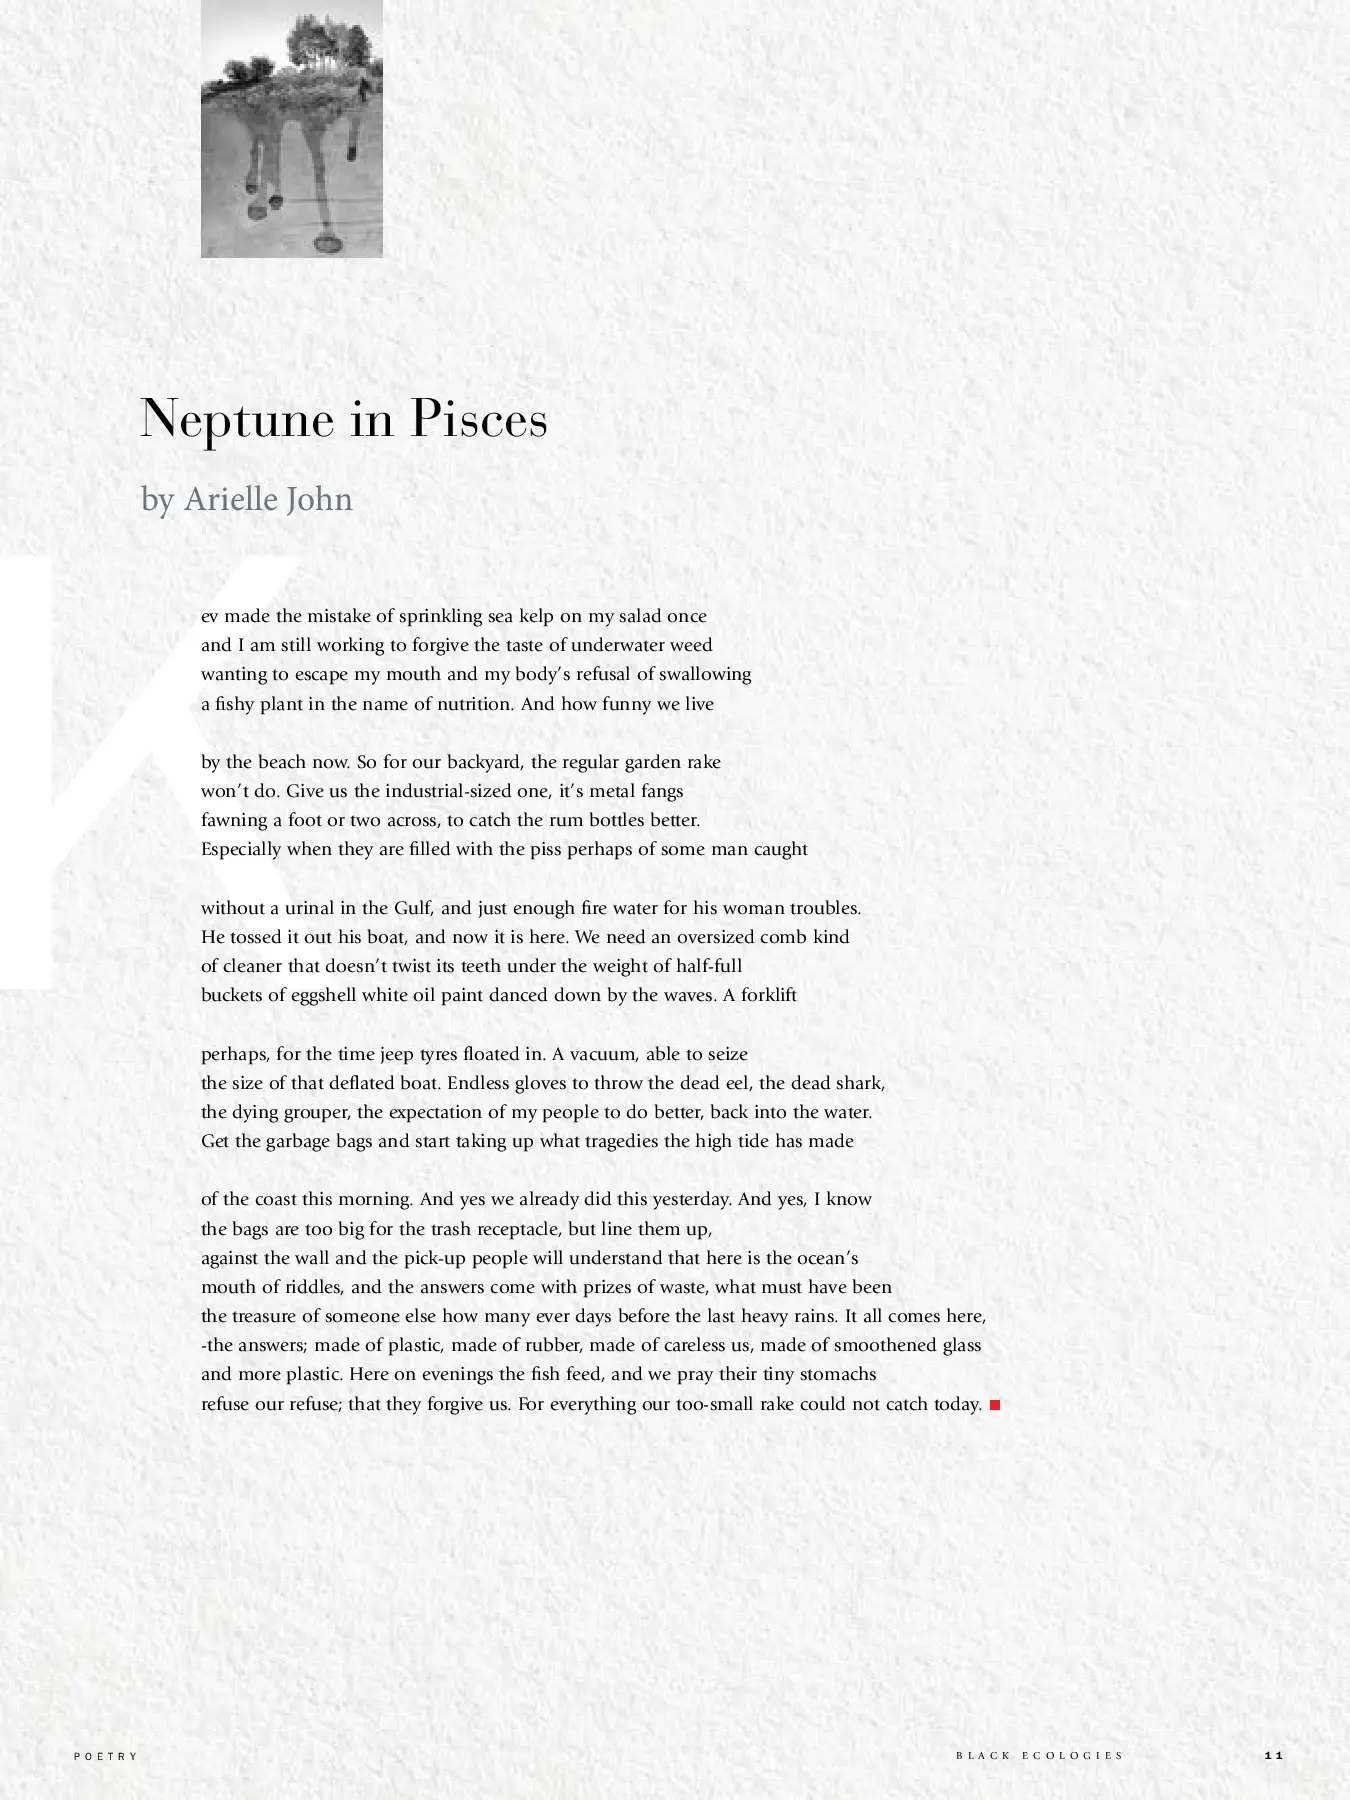 Neptune in Pisces
by Arielle John
Kev made the mistake of sprinkling sea kelp on my salad once
and I am still working to forgive the taste of underwater weed
wanting to escape my mouth and my body’s refusal of swallowing
a fishy plant in the name of nutrition. And how funny we live
by the beach now. So for our backyard, the regular garden rake
won’t do. Give us the industrial-sized one, it’s metal fangs
fawning a foot or two across, to catch the rum bottles better.
Especially when they are filled with the piss perhaps of some man caught
without a urinal in the Gulf, and just enough fire water for his woman troubles.
He tossed it out his boat, and now it is here. We need an oversized comb kind
of cleaner that doesn’t twist its teeth under the weight of half-full
buckets of eggshell white oil paint danced down by the waves. A forklift
perhaps, for the time jeep tyres floated in. A vacuum, able to seize
the size of that deflated boat. Endless gloves to throw the dead eel, the dead shark,
the dying grouper, the expectation of my people to do better, back into the water.
Get the garbage bags and start taking up what tragedies the high tide has made
of the coast this morning. And yes we already did this yesterday. And yes, I know
the bags are too big for the trash receptacle, but line them up,
against the wall and the pick-up people will understand that here is the ocean’s
mouth of riddles, and the answers come with prizes of waste, what must have been
the treasure of someone else how many ever days before the last heavy rains. It all comes here,
-the answers; made of plastic, made of rubber, made of careless us, made of smoothened glass
and more plastic. Here on evenings the fish feed, and we pray their tiny stomachs
refuse our refuse; that they forgive us. For everything our too-small rake could not catch today.
POETRY
BLACK ECOLOGIES
11